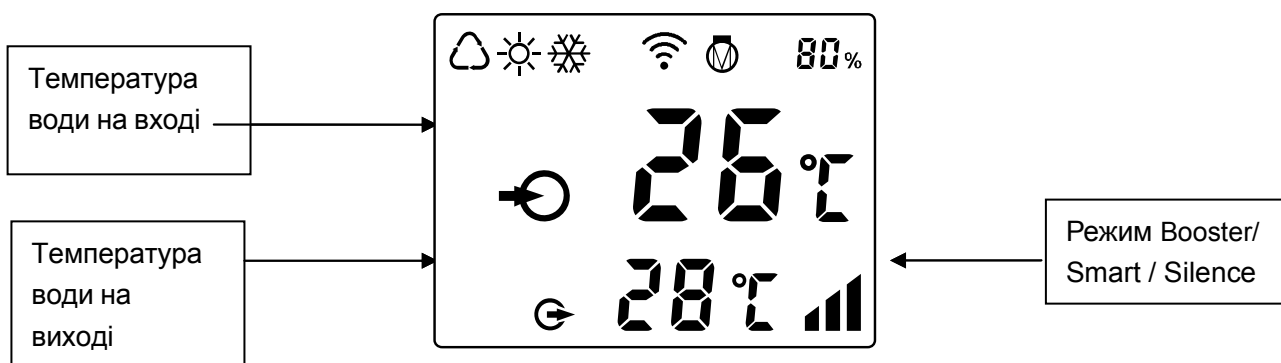 Температура
води на вході
80%
26°C
28°C
Температура
води на
виході
Режим Booster/
Smart / Silence